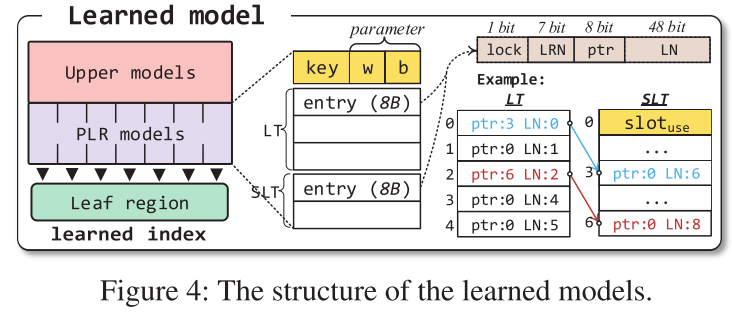 Learned model
Upper models
PLR models
Leaf region
learned index
parameter
key w b
LT
entry (8B)
SLT
entry (8B)
1 bit 7 bit 8 bit 48 bit
lock LRN ptr LN
Example:
LT
0 ptr:3 LN:0
1 ptr:0 LN:1
2 ptr:6 LN:2
3 ptr:0 LN:4
4 ptr:0 LN:5
SLT
0 slotuse
...
3 ptr:0 LN:6
...
6 ptr:0 LN:8
Figure 4: The structure of the learned models.